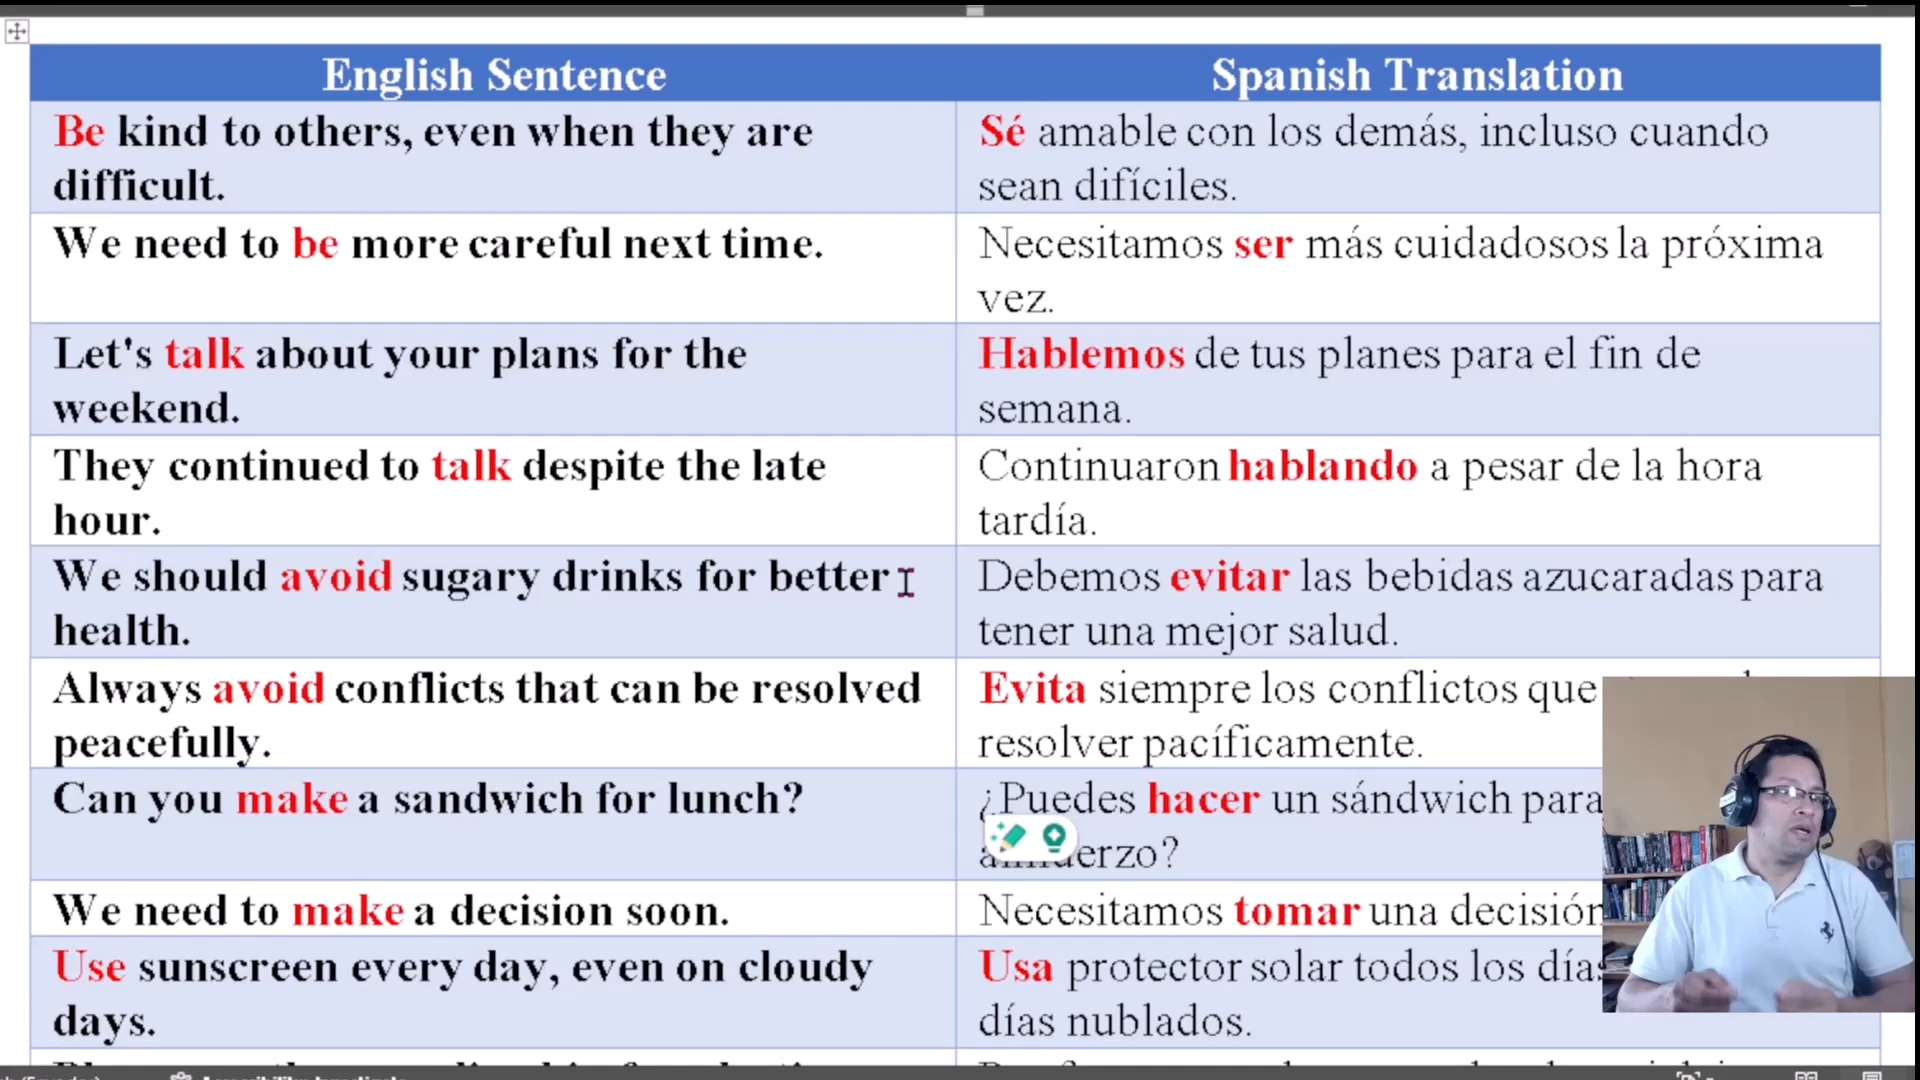 English Sentence
Spanish Translation
Be kind to others, even when they are
difficult.
Sé amable con los demás, incluso cuando
sean difíciles.
We need to be more careful next time.
Necesitamos ser más cuidadosos la próxima
vez.
Let's talk about your plans for the
weekend.
Hablemos de tus planes para el fin de
semana.
They continued to talk despite the late
hour.
Continuaron hablando a pesar de la hora
tardía.
We should avoid sugary drinks for better
health.
Debemos evitar las bebidas azucaradas para
tener una mejor salud.
Always avoid conflicts that can be resolved
peacefully.
Evita siempre los conflictos que
resolver pacíficamente.
Can you make a sandwich for lunch?
¿Puedes hacer un sándwich para
We need to make a decision soon.
Necesitamos tomar una decisión
Use sunscreen every day, even on cloudy
days.
Usa protector solar todos los días
días nublados.